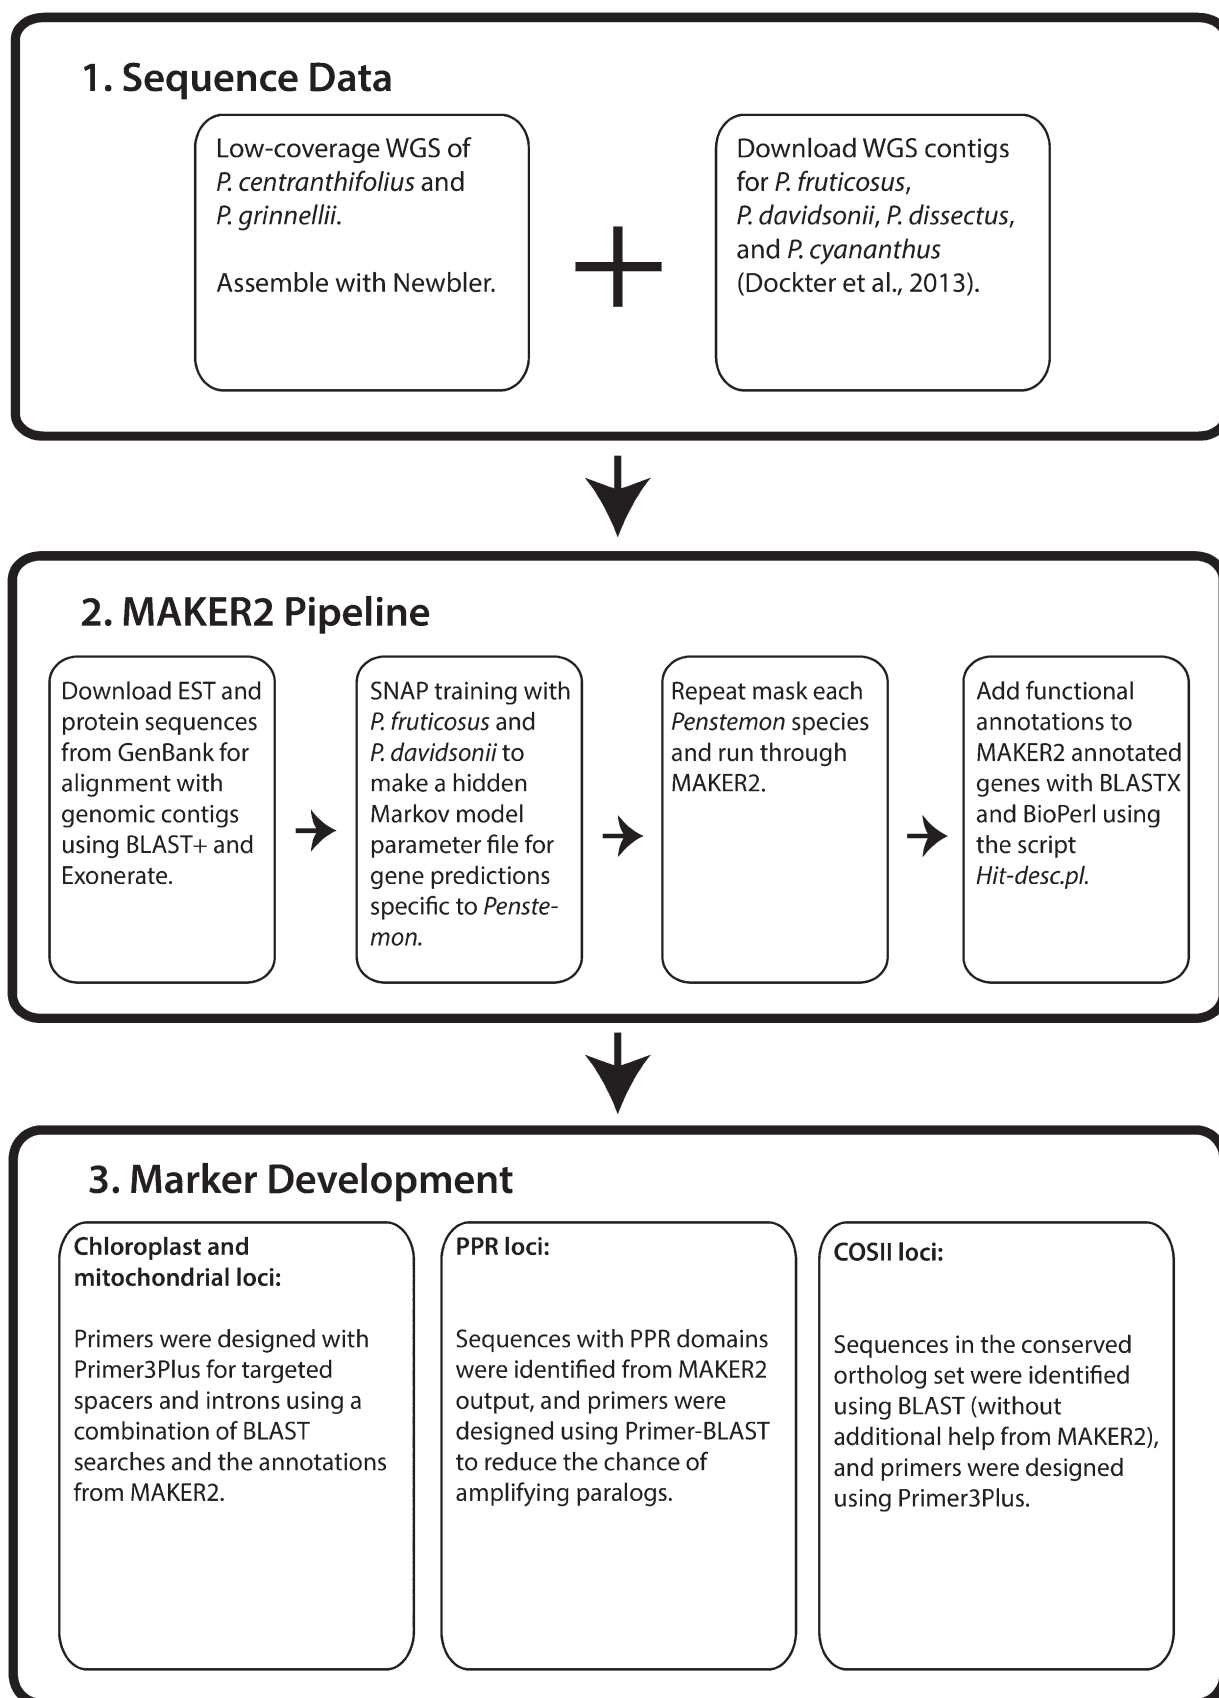 1. Sequence Data
Low-coverage WGS of
P. centranthifolius and
P. grinnellii.
Assemble with Newbler.
Download WGS contigs
for P. fruticosus,
P. davidsonii, P. dissectus,
and P. cyananthus
(Dockter et al., 2013).
2. MAKER2 Pipeline
Download EST and
protein sequences
from GenBank for
alignment with
genomic contigs
using BLAST+ and
Exonerate.
SNAP training with
P. fruticosus and
P. davidsonii to
make a hidden
Markov model
parameter file for
gene predictions
specific to Penste-
mon.
Repeat mask each
Penstemon species
and run through
MAKER2.
Add functional
annotations to
MAKER2 annotated
genes with BLASTX
and BioPerl using
the script
Hit-desc.pl.
3. Marker Development
Chloroplast and
mitochondrial loci:
Primers were designed with
Primer3Plus for targeted
spacers and introns using a
combination of BLAST
searches and the annotations
from MAKER2.
PPR loci:
Sequences with PPR domains
were identified from MAKER2
output, and primers were
designed using Primer-BLAST
to reduce the chance of
amplifying paralogs.
COSII loci:
Sequences in the conserved
ortholog set were identified
using BLAST (without
additional help from MAKER2),
and primers were designed
using Primer3Plus.